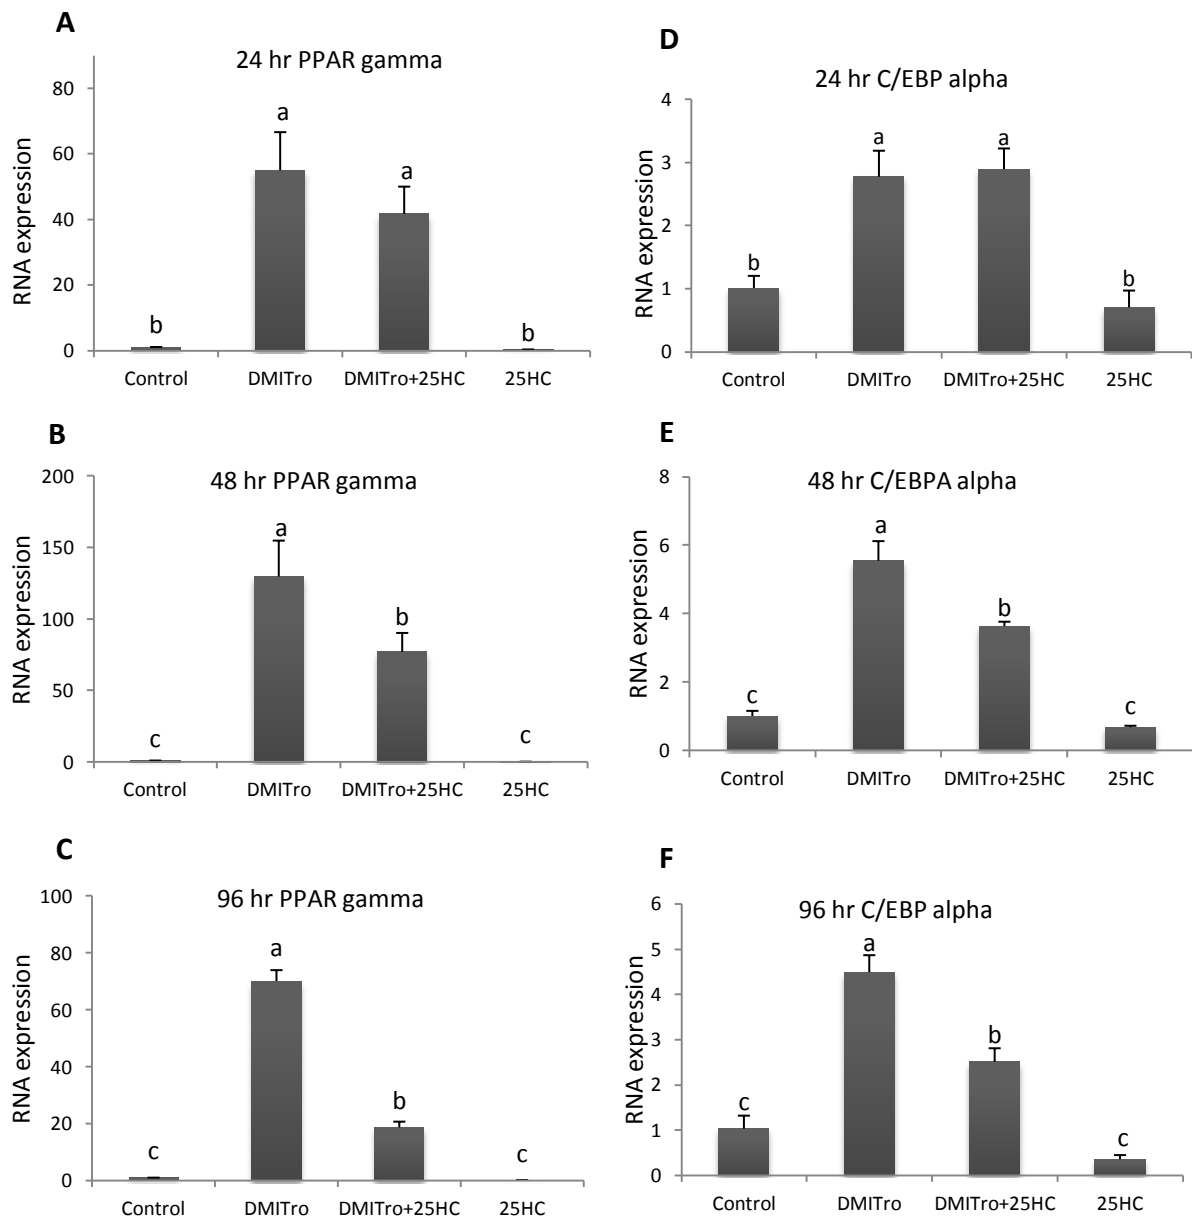 A
24 hr PPAR gamma
RNA expression
80
60
40
20
0
a
a
b
b
Control
DMITro
DMITro+25HC
25HC
B
48 hr PPAR gamma
RNA expression
200
150
100
50
0
a
b
c
c
Control
DMITro
DMITro+25HC
25HC
C
96 hr PPAR gamma
RNA expression
100
80
60
40
20
0
a
b
c
c
Control
DMITro
DMITro+25HC
25HC
D
24 hr C/EBP alpha
RNA expression
4
3
2
1
0
a
a
b
b
Control
DMITro
DMITro+25HC
25HC
E
48 hr C/EBPA alpha
RNA expression
8
6
4
2
0
a
b
c
c
Control
DMITro
DMITro+25HC
25HC
F
96 hr C/EBP alpha
RNA expression
6
5
4
3
2
1
0
a
b
c
c
Control
DMITro
DMITro+25HC
25HC